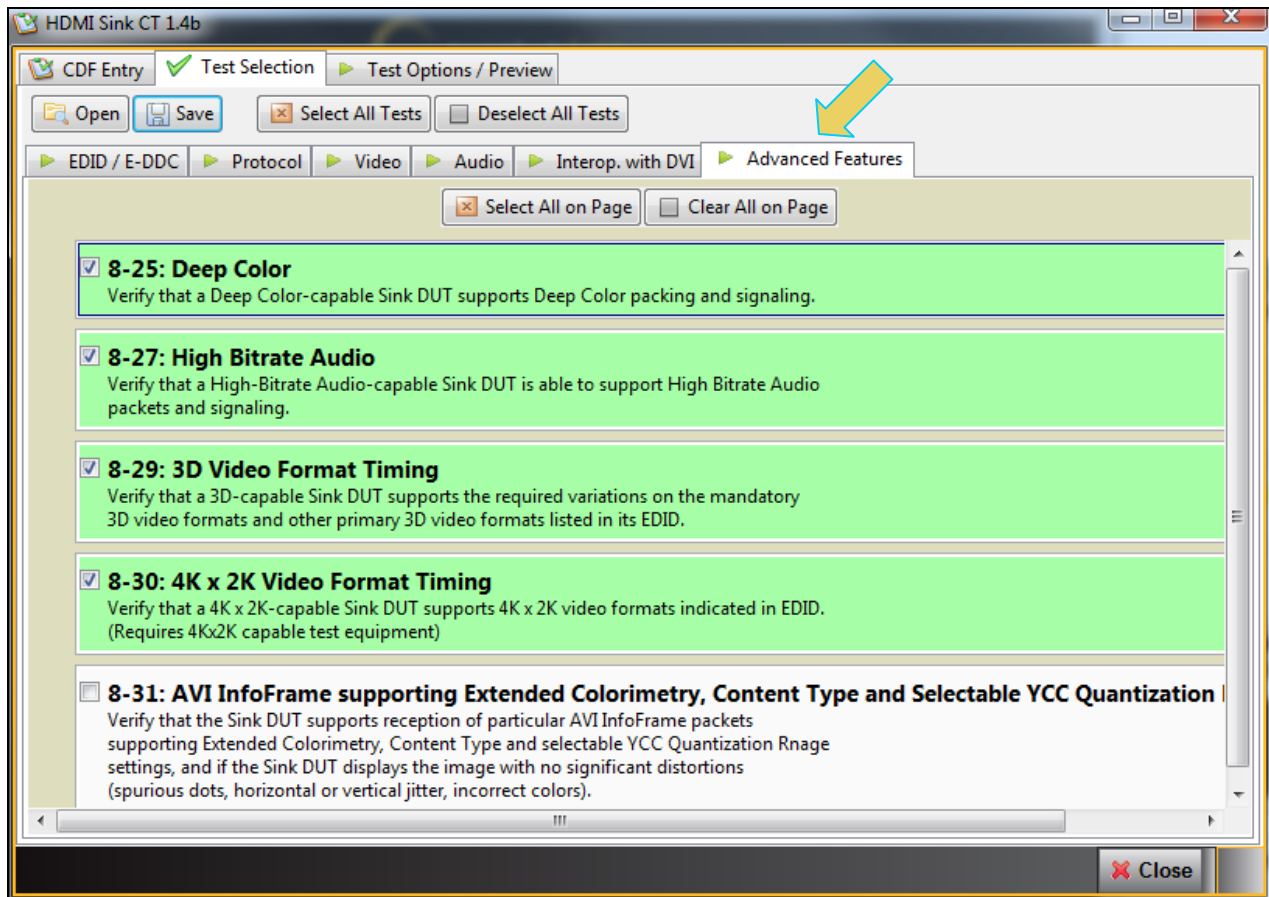 HDMI Sink CT 1.4b
CDF Entry
Test Selection
Test Options / Preview
Open
Save
Select All Tests
Deselect All Tests
EDID / E-DDC
Protocol
Video
Audio
Interop. with DVI
Advanced Features
Select All on Page
Clear All on Page
8-25: Deep Color
Verify that a Deep Color-capable Sink DUT supports Deep Color packing and signaling.
8-27: High Bitrate Audio
Verify that a High-Bitrate Audio-capable Sink DUT is able to support High Bitrate Audio
packets and signaling.
8-29: 3D Video Format Timing
Verify that a 3D-capable Sink DUT supports the required variations on the mandatory
3D video formats and other primary 3D video formats listed in its EDID.
8-30: 4K x 2K Video Format Timing
Verify that a 4K x 2K-capable Sink DUT supports 4K x 2K video formats indicated in EDID.
(Requires 4Kx2K capable test equipment)
8-31: AVI InfoFrame supporting Extended Colorimetry, Content Type and Selectable YCC Quantization
Verify that the Sink DUT supports reception of particular AVI InfoFrame packets
supporting Extended Colorimetry, Content Type and selectable YCC Quantization Rnage
settings, and if the Sink DUT displays the image with no significant distortions
(spurious dots, horizontal or vertical jitter, incorrect colors).
Close